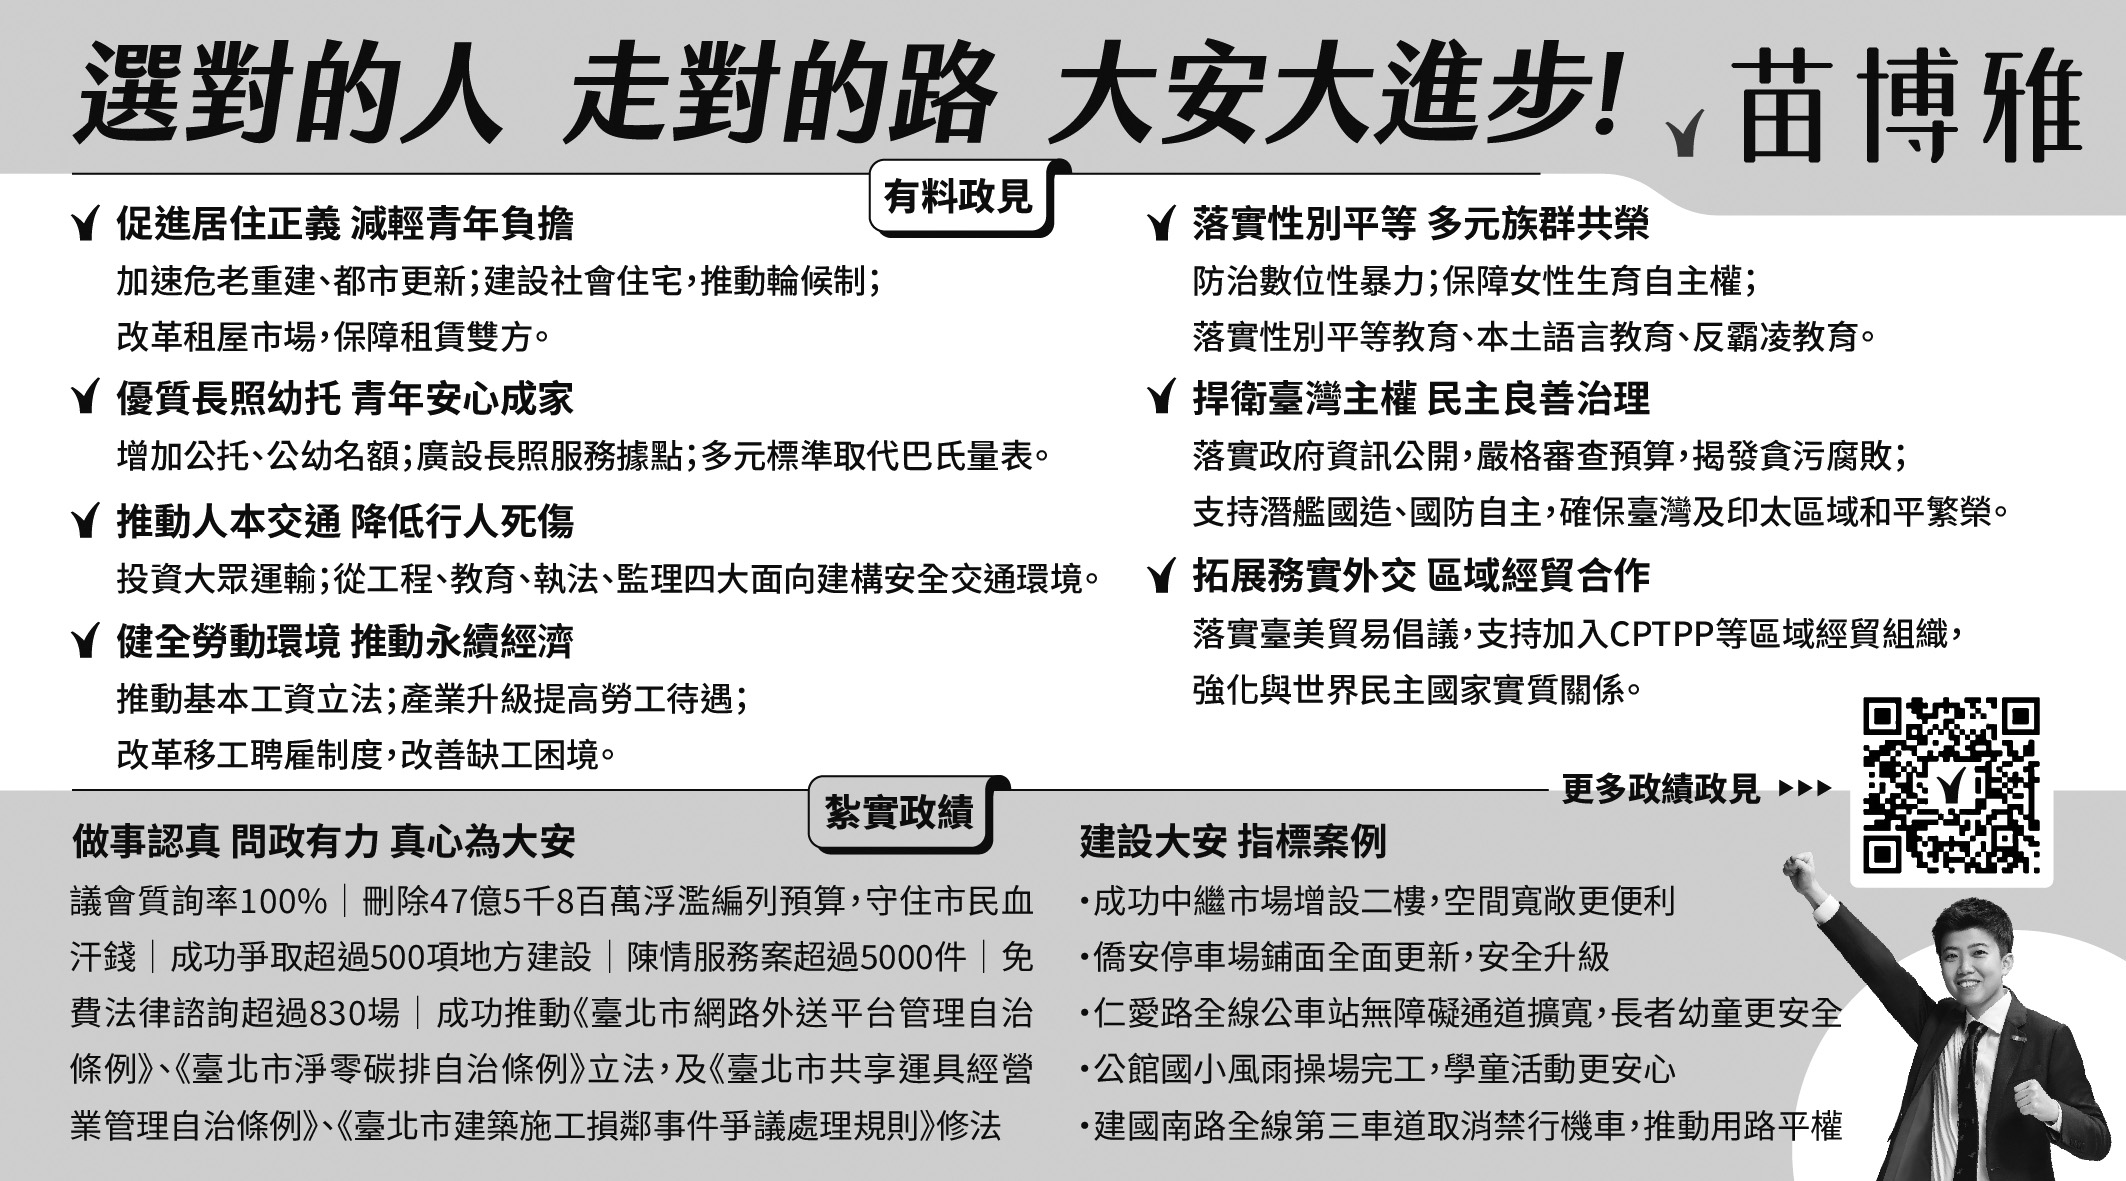 選對的人 走對的路 大安大進步!
苗博雅
有料政見
促進居住正義 減輕青年負擔
加速危老重建、都市更新;建設社會住宅,推動輪候制;
改革租屋市場,保障租賃雙方。
優質長照幼托 青年安心成家
增加公托、公幼名額;廣設長照服務據點;多元標準取代巴氏量表。
推動人本交通 降低行人死傷
投資大眾運輸;從工程、教育、執法、監理四大面向建構安全交通環境。
健全勞動環境 推動永續經濟
推動基本工資立法;產業升級提高勞工待遇;
改革移工聘雇制度,改善缺工困境。
落實性別平等 多元族群共榮
防治數位性暴力;保障女性生育自主權;
落實性別平等教育、本土語言教育、反霸凌教育。
捍衛臺灣主權 民主良善治理
落實政府資訊公開,嚴格審查預算,揭發貪污腐敗;
支持潛艦國造、國防自主,確保臺灣及印太區域和平繁榮。
拓展務實外交 區域經貿合作
落實臺美貿易倡議,支持加入CPTPP等區域經貿組織,
強化與世界民主國家實質關係。
更多政績政見 ▶▶▶
紮實政績
做事認真 問政有力 真心為大安
議會質詢率100%｜刪除47億5千8百萬浮濫編列預算,守住市民血
汗錢｜成功爭取超過500項地方建設｜陳情服務案超過5000件｜免
費法律諮詢超過830場｜成功推動《臺北市網路外送平台管理自治
條例》、《臺北市淨零碳排自治條例》立法,及《臺北市共享運具經營
業管理自治條例》、《臺北市建築施工損鄰事件爭議處理規則》修法
建設大安 指標案例
•成功中繼市場增設二樓,空間寬敞更便利
•僑安停車場鋪面全面更新,安全升級
•仁愛路全線公車站無障礙通道擴寬,長者幼童更安全
•公館國小風雨操場完工,學童活動更安心
•建國南路全線第三車道取消禁行機車,推動用路平權